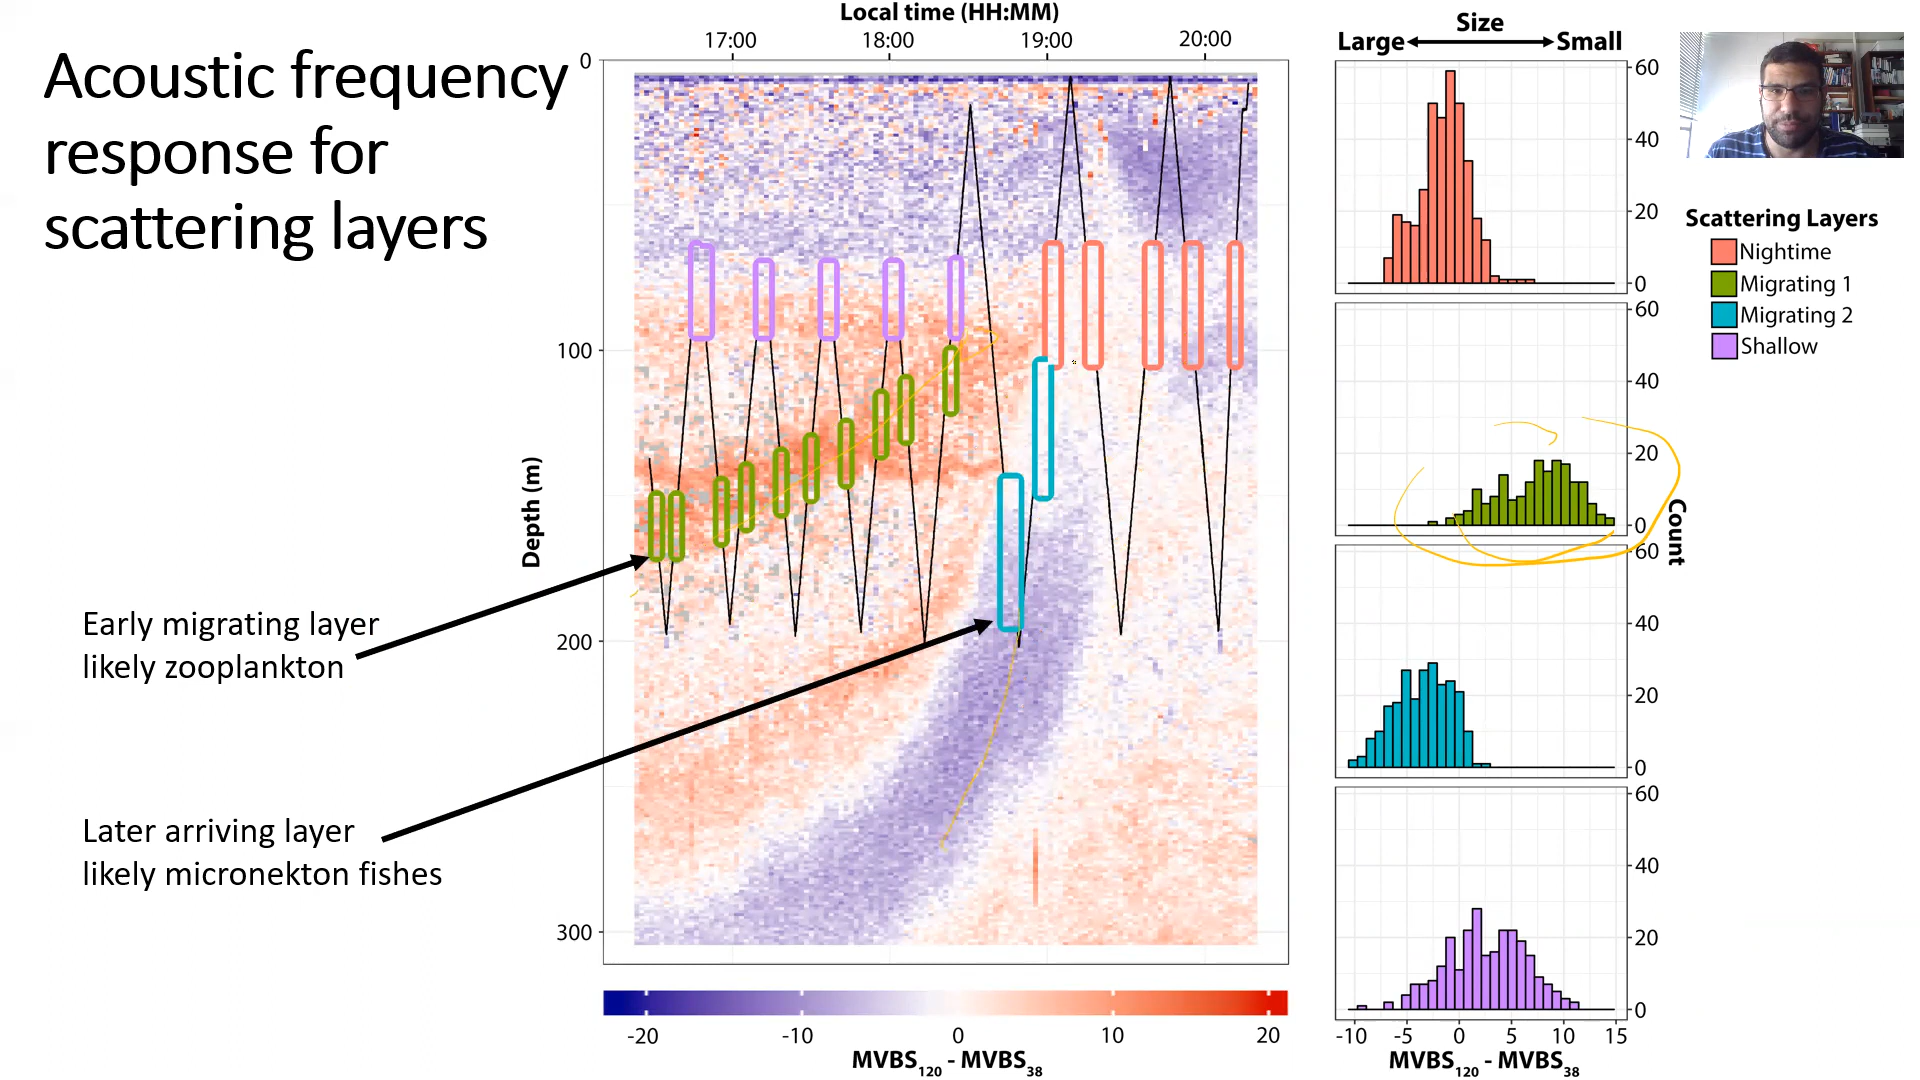 Acoustic frequency
response for
scattering layers
Early migrating layer
likely zooplankton
Later arriving layer
likely micronekton fishes
Local time (HH:MM)
17:00 18:00 19:00 20:00
Depth (m)
0
100
200
300
-20 -10 0 10 20
MVBS120 - MVBS38
Size
Large Small
60
40
20
0
60
40
20
0
60
40
20
0
60
40
20
0
Count
-10 -5 0 5 10 15
MVBS120 - MVBS38
Scattering Layers
Nightime
Migrating 1
Migrating 2
Shallow